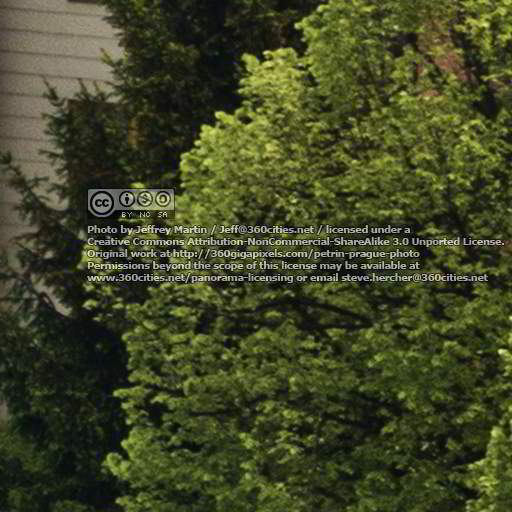 cc
BY NC SA
Photo by Jeffrey Martin / Jeff@360cities.net / licensed under a
Creative Commons Attribution-NonCommercial-ShareAlike 3.0 Unported License.
Original work at http://360gigapixels.com/petrin-prague-photo
Permissions beyond the scope of this license may be available at
www.360cities.net/panorama-licensing or email steve.hercher@360cities.net